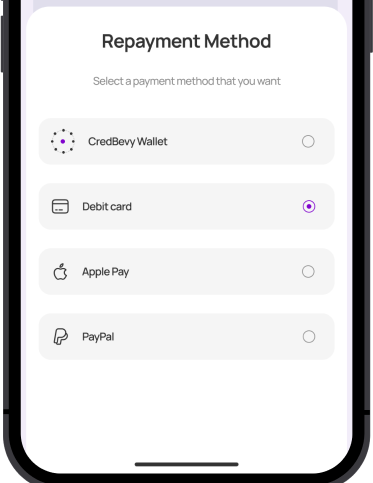 Repayment Method
Select a payment method that you want
CredBevy Wallet
Debit card
Apple Pay
PayPal